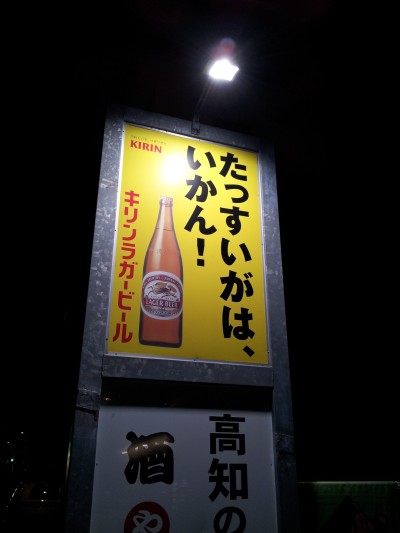 KIRIN
たっすいがは、
いかん!
キリンラガービール
LAGER BEER
高知の
酒
や